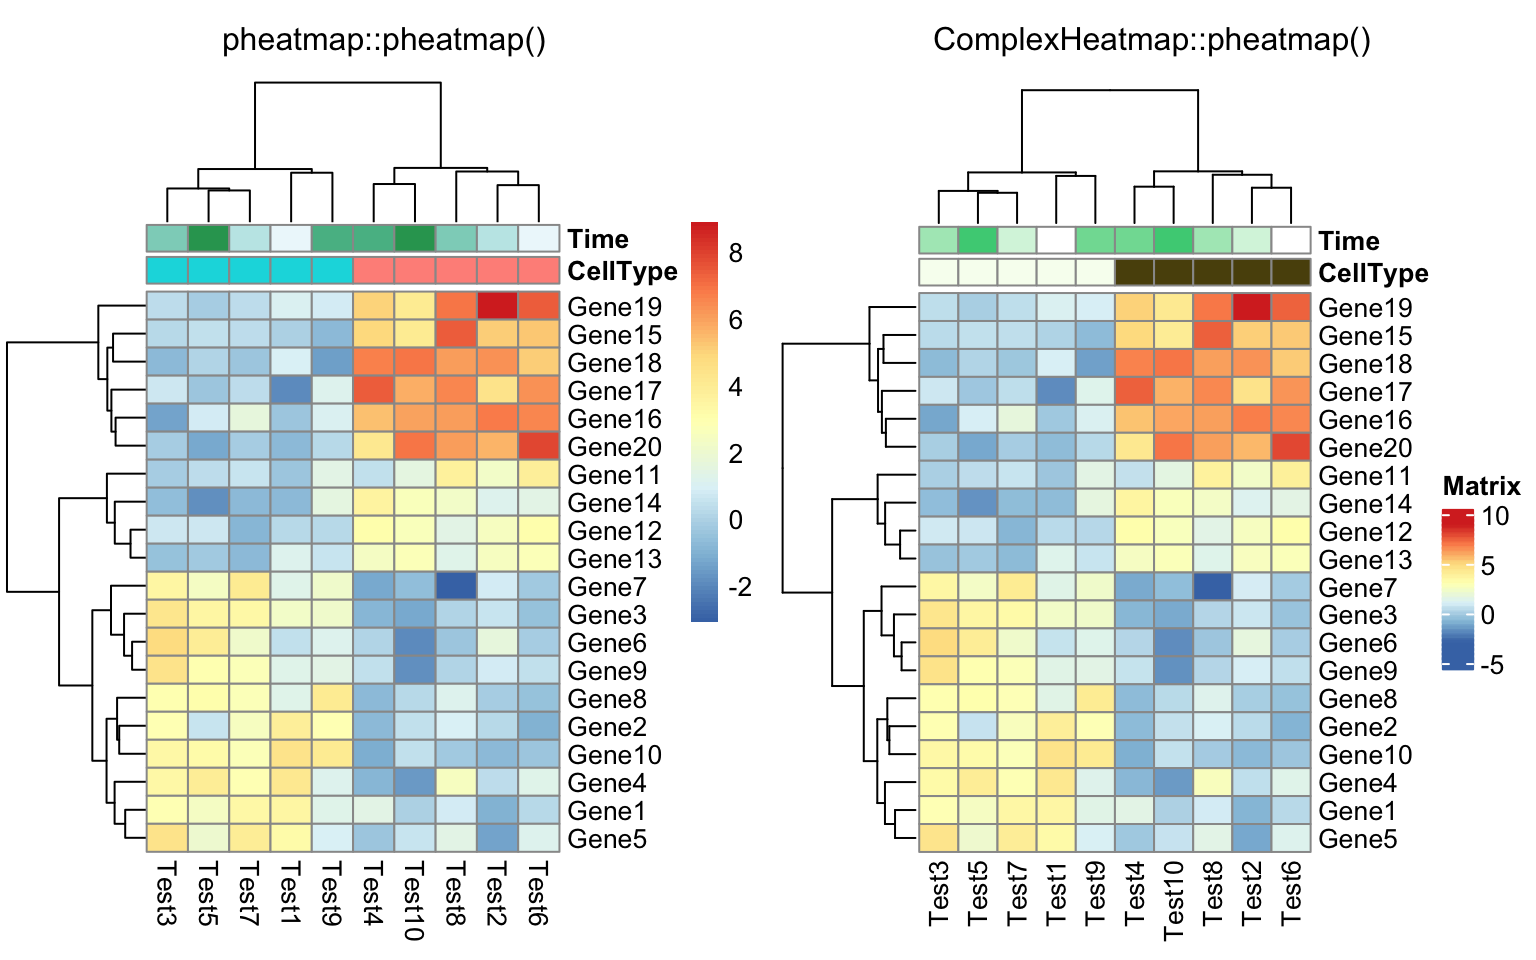 pheatmap::pheatmap()
Time
CellType
Gene19
Gene15
Gene18
Gene17
Gene16
Gene20
Gene11
Gene14
Gene12
Gene13
Gene7
Gene3
Gene6
Gene9
Gene8
Gene2
Gene10
Gene4
Gene1
Gene5
Test3
Test5
Test7
Test1
Test9
Test4
Test10
Test8
Test2
Test6
8
6
4
2
0
-2
ComplexHeatmap::pheatmap()
Time
CellType
Gene19
Gene15
Gene18
Gene17
Gene16
Gene20
Gene11
Gene14
Gene12
Gene13
Gene7
Gene3
Gene6
Gene9
Gene8
Gene2
Gene10
Gene4
Gene1
Gene5
Test3
Test5
Test7
Test1
Test9
Test4
Test10
Test8
Test2
Test6
Matrix
10
5
0
-5